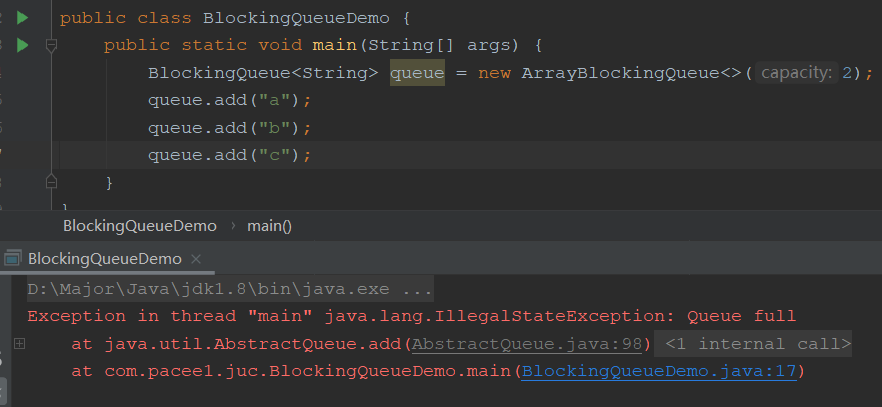 public class BlockingQueueDemo {
public static void main(String[] args) {
BlockingQueue<String> queue = new ArrayBlockingQueue<>( capacity: 2);
queue.add("a");
queue.add("b");
queue.add("c");
}
BlockingQueueDemo › main()
BlockingQueueDemo ×
D:\Major\Java\jdk1.8\bin\java.exe ...
Exception in thread "main" java.lang.IllegalStateException: Queue full
at java.util.AbstractQueue.add(AbstractQueue.java:98) <1 internal call>
at com.pacee1.juc.BlockingQueueDemo.main(BlockingQueueDemo.java:17)